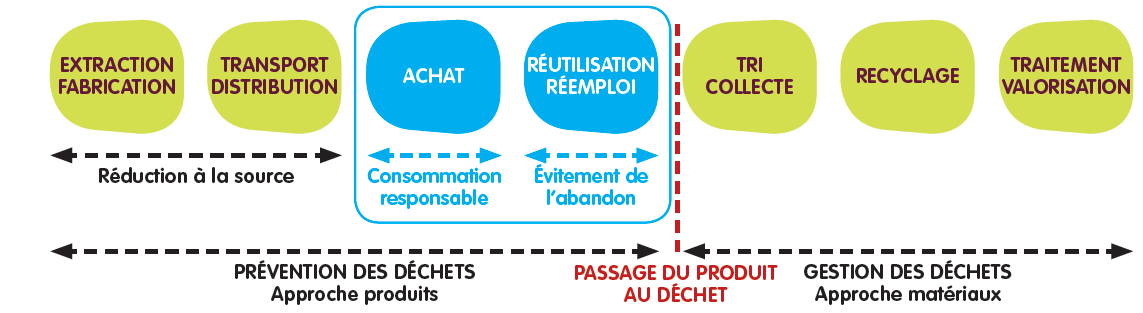 EXTRACTION
FABRICATION
TRANSPORT
DISTRIBUTION
ACHAT
RÉUTILISATION
RÉEMPLOI
TRI
COLLECTE
RECYCLAGE
TRAITEMENT
VALORISATION
Réduction à la source
Consommation
responsable
Évitement de
l'abandon
PRÉVENTION DES DÉCHETS
Approche produits
PASSAGE DU PRODUIT
AU DÉCHET
GESTION DES DÉCHETS
Approche matériaux